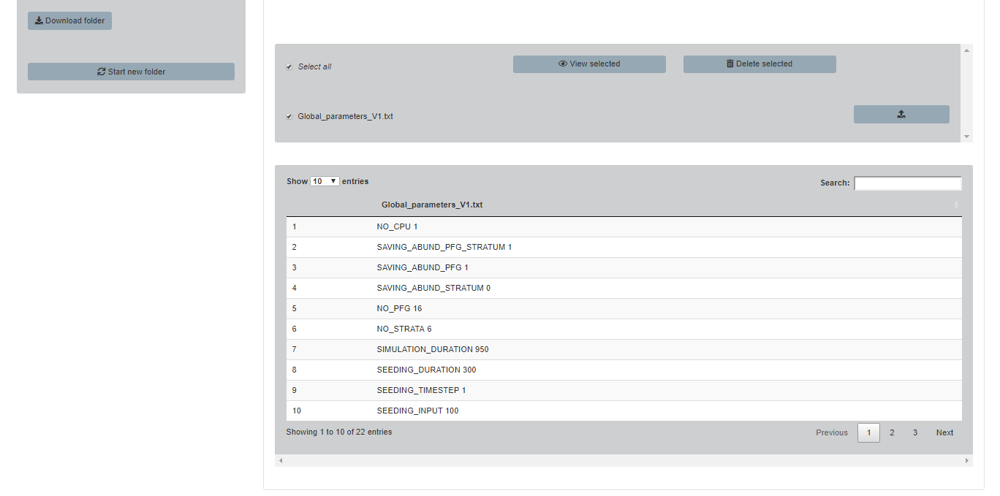 Download folder
Start new folder
Select all
View selected
Delete selected
Global_parameters_V1.txt
Show 10 entries
Search:
Global_parameters_V1.txt
1 NO_CPU 1
2 SAVING_ABUND_PFG_STRATUM 1
3 SAVING_ABUND_PFG 1
4 SAVING_ABUND_STRATUM 0
5 NO_PFG 16
6 NO_STRATA 6
7 SIMULATION_DURATION 950
8 SEEDING_DURATION 300
9 SEEDING_TIMESTEP 1
10 SEEDING_INPUT 100
Showing 1 to 10 of 22 entries
Previous 1 2 3 Next